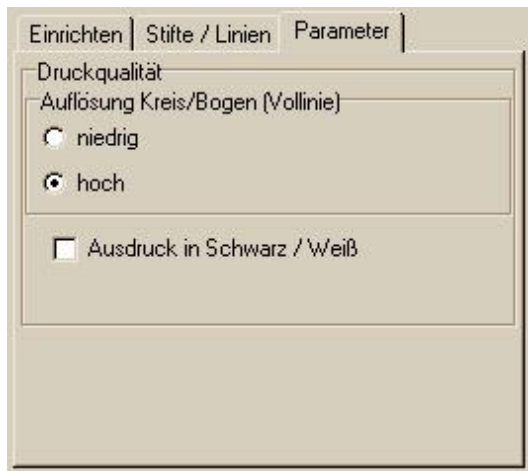 Einrichten Stifte / Linien Parameter
Druckqualität
Auflösung Kreis/Bogen (Vollinie)
niedrig
hoch
Ausdruck in Schwarz / Weiß